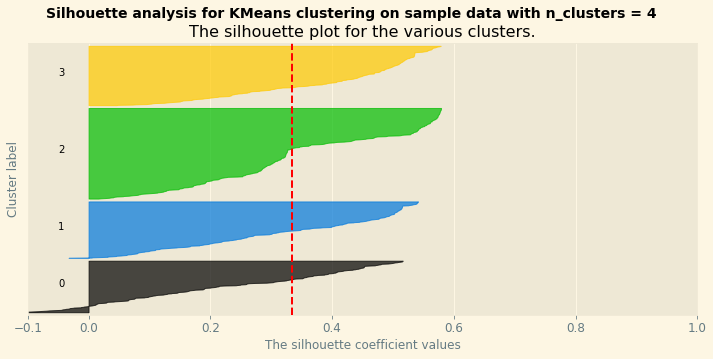 Silhouette analysis for KMeans clustering on sample data with n_clusters = 4
The silhouette plot for the various clusters.
3
2
1
0
Cluster label
−0.1 0.0 0.2 0.4 0.6 0.8 1.0
The silhouette coefficient values